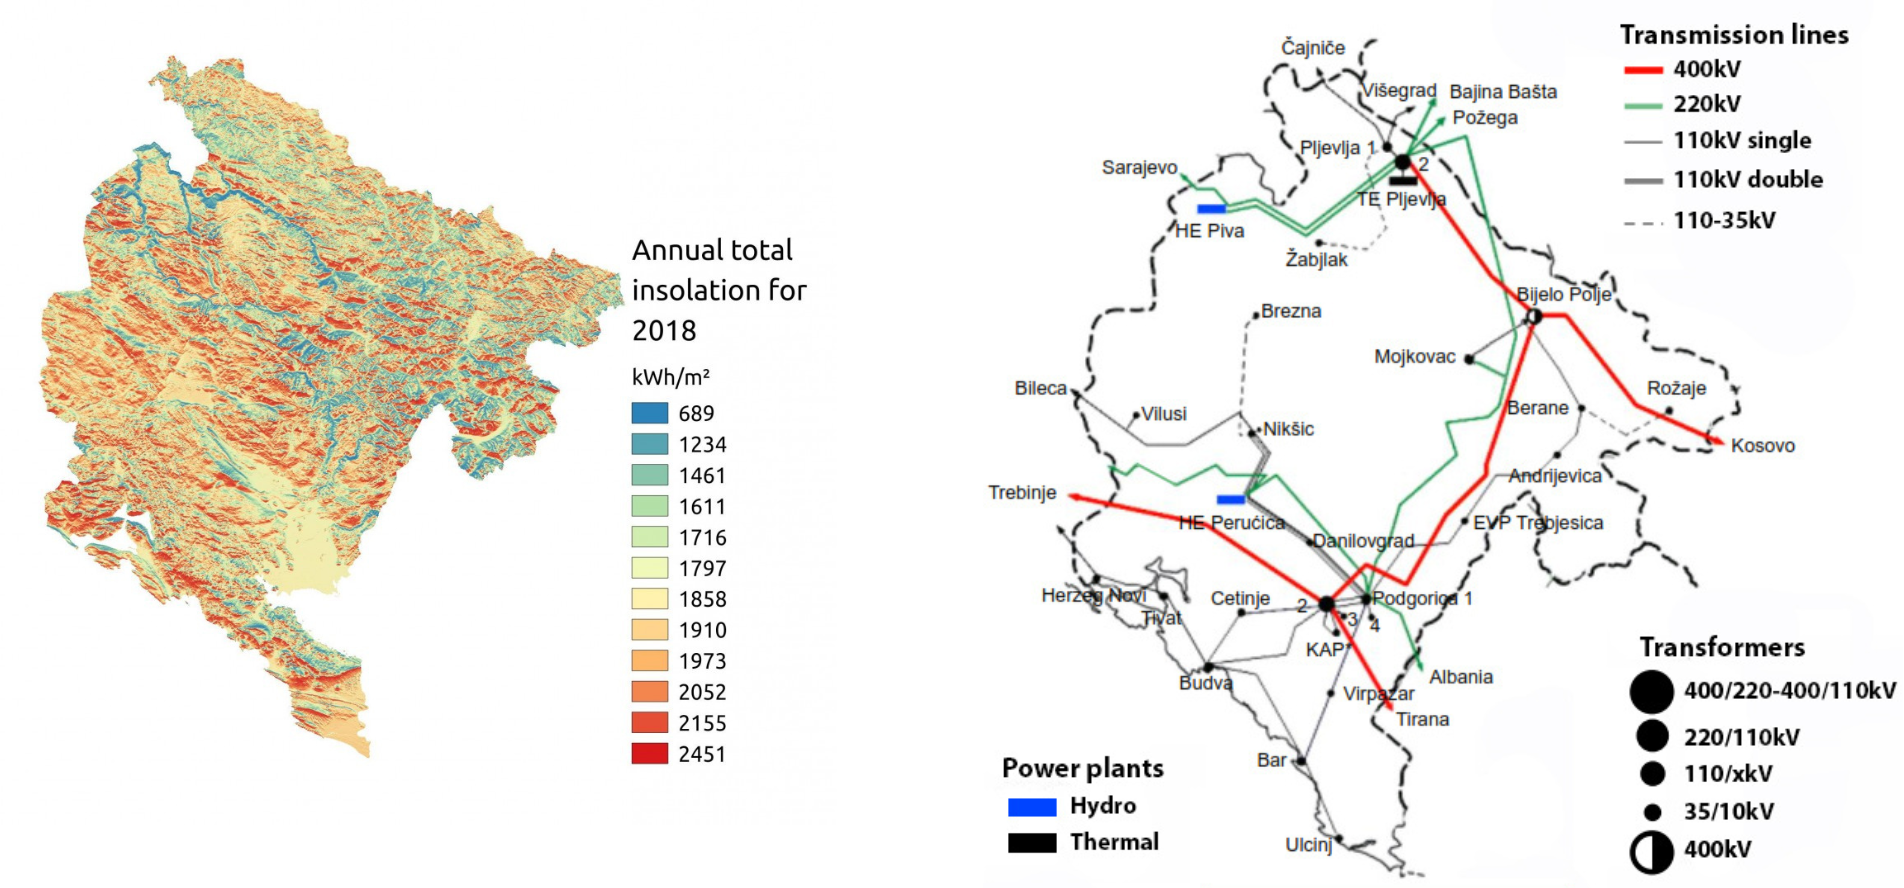 Annual total
insolation for
2018
kWh/m²
689
1234
1461
1611
1716
1797
1858
1910
1973
2052
2155
2451
Transmission lines
400kV
220kV
110kV single
110kV double
110-35kV
Čajniče
Višegrad
Bajina Bašta
Požega
Pljevlja 1
2
TE Pljevlja
Sarajevo
HE Piva
Žabljak
Bijelo Polje
Brezna
Mojkovac
Bileca
Vilusi
Nikšic
Berane
Rožaje
Kosovo
Andrijevica
Trebinje
HE Perućica
EVP Trebjesica
Danilovgrad
Herzeg Novi
Tivat
Cetinje
2
Podgorica 1
3
4
KAP
Budva
Albania
Virpazar
Tirana
Bar
Ulcinj
Power plants
Hydro
Thermal
Transformers
400/220-400/110kV
220/110kV
110/xkV
35/10kV
400kV